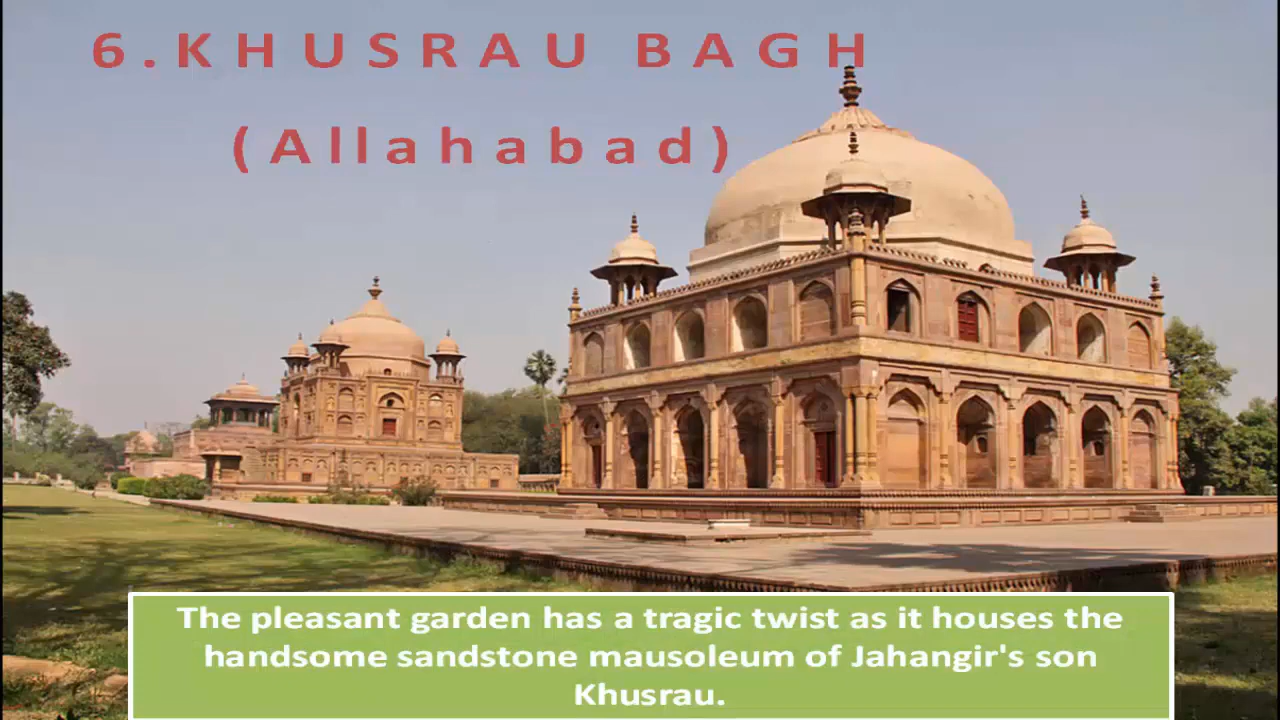 6.KHUSRAU BAGH
(Allahabad)
The pleasant garden has a tragic twist as it houses the
handsome sandstone mausoleum of Jahangir's son
Khusrau.